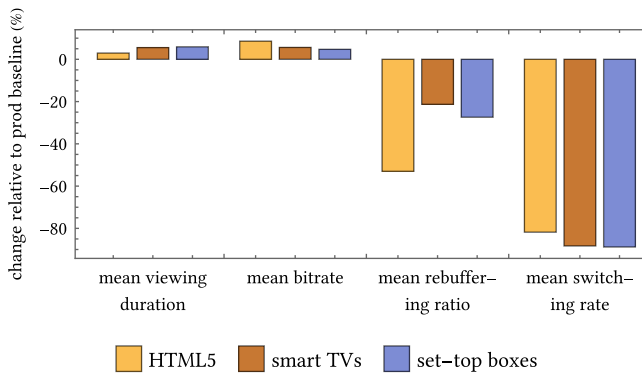 change relative to prod baseline (%)
0
−20
−40
−60
−80
mean viewing
duration
mean bitrate
mean rebuffer−
ing ratio
mean switch−
ing rate
HTML5
smart TVs
set−top boxes